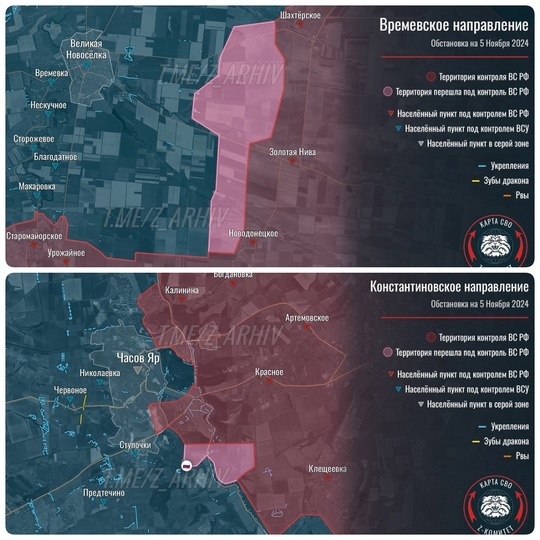 Шахтёрское
Времевское направление
Обстановка на 5 Ноября 2024
Великая
Новосёлка
Времевка
T.ME/Z_ARHIV
Территория контроля ВС РФ
Территория перешла под контроль ВС РФ
Нескучное
Населённый пункт под контролем ВС РФ
Населённый пункт под контролем ВСУ
Населённый пункт в серой зоне
Сторожевое
Благодатное
Золотая Нива
Укрепления
Зубы дракона
Рвы
Макаровка
T.ME/Z_ARHIV
Старомайорское
Урожайное
Новодонецкое
КАРТА СВО
Богдановка
Калинина
Константиновское направление
Обстановка на 5 Ноября 2024
Артемовское
T.ME/Z_ARHIV
Территория контроля ВС РФ
Территория перешла под контроль ВС РФ
Часов Яр
Николаевка
Красное
Населённый пункт под контролем ВС РФ
Населённый пункт под контролем ВСУ
Населённый пункт в серой зоне
Червоное
Укрепления
Зубы дракона
Рвы
Ступочки
Клещеевка
T.ME/Z_ARHIV
Предтечино
КАРТА СВО
Z-КОМИТЕТ